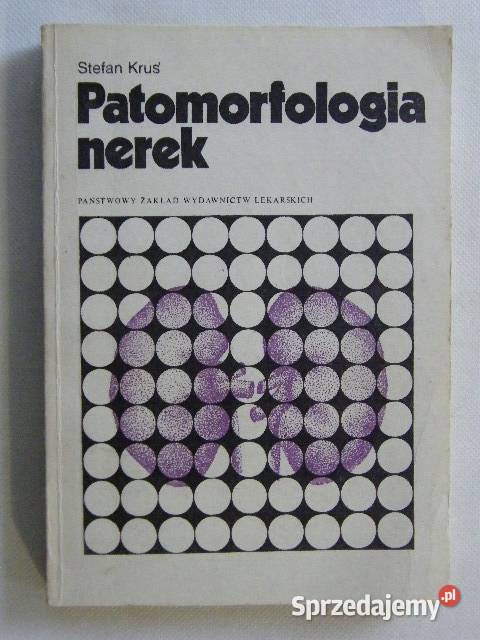 Stefan Kruś
Patomorfologia
nerek
PAŃSTWOWY ZAKŁAD WYDAWNICTW LEKARSKICH
Sprzedajemy.pl